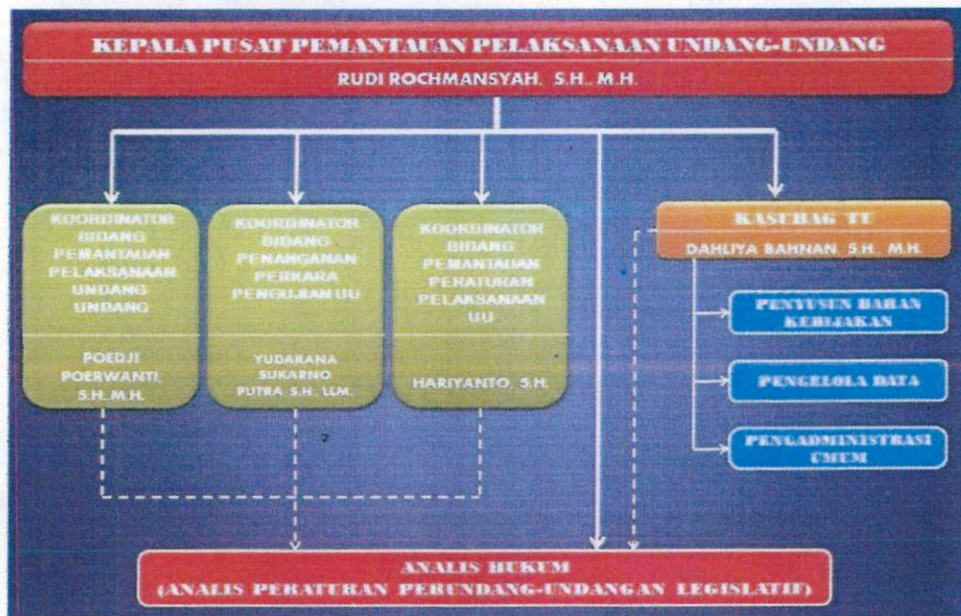 KEPALA PUSAT PEMANTAUAN PELAKSANAAN UNDANG-UNDANG
RUDI ROCHMANSYAH, S.H., M.H.
KOORDINATOR
BIDANG
PEMANTAUAN
PELAKSANAAN
UNDANG
UNDANG
POEDJI
POERWANTI,
S.H.,M.H.
KOORDINATOR
BIDANG
PENANGANAN
PERKARA
PENGUJIAN UU
YUDARANA
SUKARNO
PUTRA, S.H., LLM.
KOORDINATOR
BIDANG
PEMANTAUAN
PERATURAN
PELAKSANAAN
UU
HARIYANTO, S.H.
KASUBAG TU
DAHLIYA BAHNAN, S.H., M.H.
PENYUSUN BAHAN
KEBIJAKAN
PENGELOLA DATA
PENGADMINISTRASI
UMUM
ANALIS HUKUM
(ANALIS PERATURAN PERUNDANG-UNDANGAN LEGISLATIF)